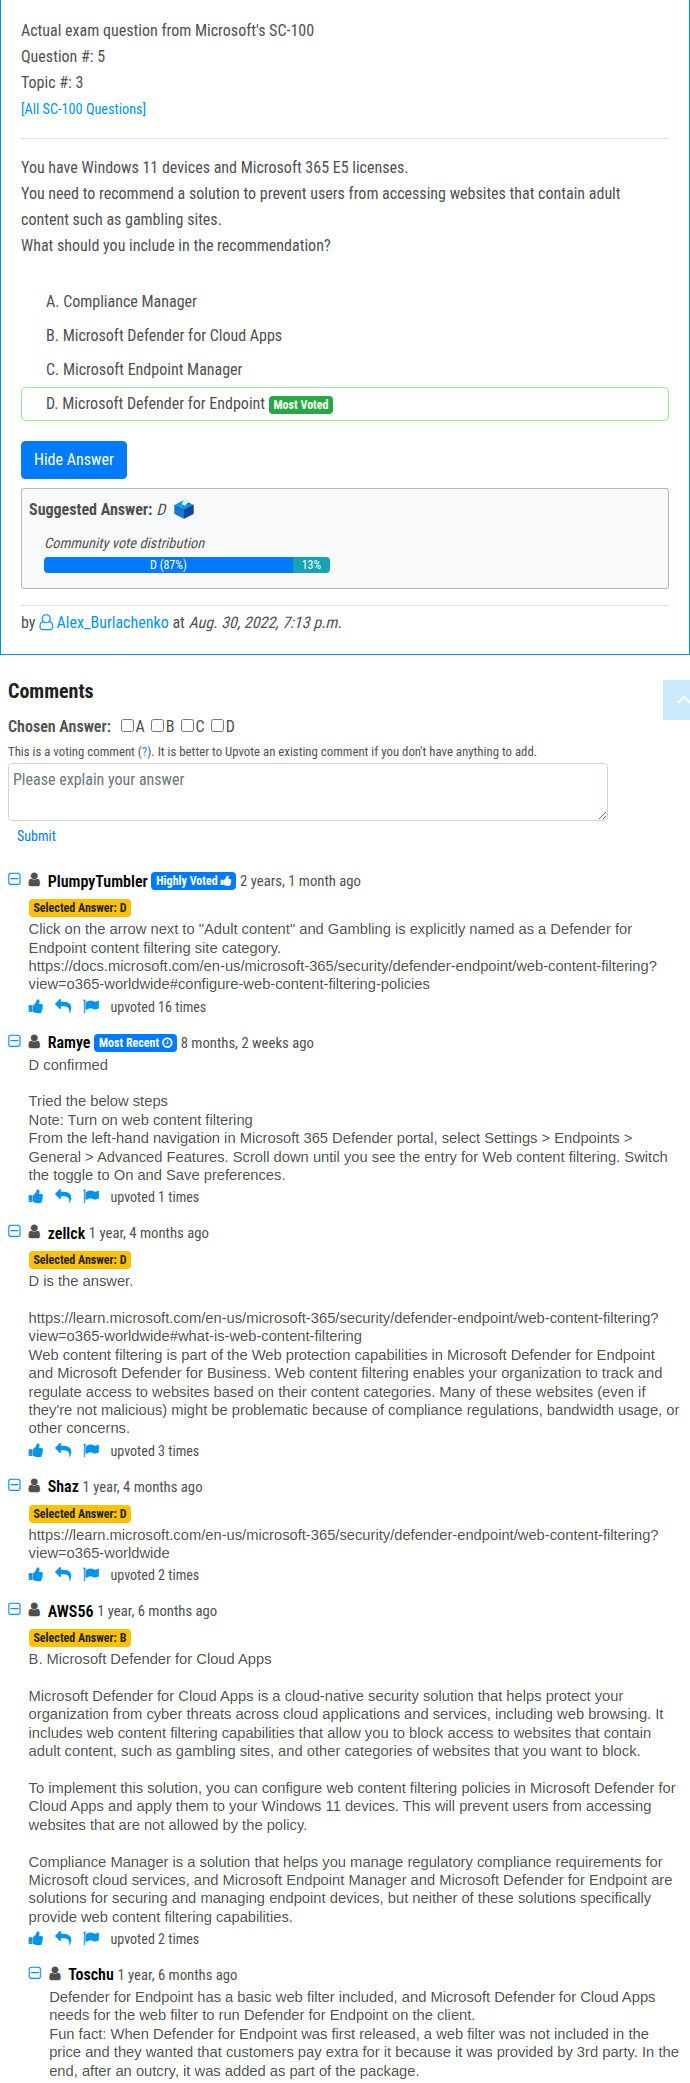 Actual exam question from Microsoft's SC-100
Question #: 5
Topic #: 3
[All SC-100 Questions]
You have Windows 11 devices and Microsoft 365 E5 licenses.
You need to recommend a solution to prevent users from accessing websites that contain adult
content such as gambling sites.
What should you include in the recommendation?
A. Compliance Manager
B. Microsoft Defender for Cloud Apps
C. Microsoft Endpoint Manager
D. Microsoft Defender for Endpoint Most Voted
Hide Answer
Suggested Answer: D
Community vote distribution
D (87%) 13%
by Alex_Burlachenko at Aug. 30, 2022, 7:13 p.m.
Comments
Chosen Answer: A B C D
This is a voting comment (?). It is better to Upvote an existing comment if you don't have anything to add.
Please explain your answer
Submit
PlumpyTumbler Highly Voted 2 years, 1 month ago
Selected Answer: D
Click on the arrow next to "Adult content" and Gambling is explicitly named as a Defender for
Endpoint content filtering site category.
https://docs.microsoft.com/en-us/microsoft-365/security/defender-endpoint/web-content-filtering?
view=o365-worldwide#configure-web-content-filtering-policies
upvoted 16 times
Ramye Most Recent 8 months, 2 weeks ago
D confirmed
Tried the below steps
Note: Turn on web content filtering
From the left-hand navigation in Microsoft 365 Defender portal, select Settings > Endpoints >
General > Advanced Features. Scroll down until you see the entry for Web content filtering. Switch
the toggle to On and Save preferences.
upvoted 1 times
zellck 1 year, 4 months ago
Selected Answer: D
D is the answer.
https://learn.microsoft.com/en-us/microsoft-365/security/defender-endpoint/web-content-filtering?
view=o365-worldwide#what-is-web-content-filtering
Web content filtering is part of the Web protection capabilities in Microsoft Defender for Endpoint
and Microsoft Defender for Business. Web content filtering enables your organization to track and
regulate access to websites based on their content categories. Many of these websites (even if
they're not malicious) might be problematic because of compliance regulations, bandwidth usage, or
other concerns.
upvoted 3 times
Shaz 1 year, 4 months ago
Selected Answer: D
https://learn.microsoft.com/en-us/microsoft-365/security/defender-endpoint/web-content-filtering?
view=o365-worldwide
upvoted 2 times
AWS56 1 year, 6 months ago
Selected Answer: B
B. Microsoft Defender for Cloud Apps
Microsoft Defender for Cloud Apps is a cloud-native security solution that helps protect your
organization from cyber threats across cloud applications and services, including web browsing. It
includes web content filtering capabilities that allow you to block access to websites that contain
adult content, such as gambling sites, and other categories of websites that you want to block.
To implement this solution, you can configure web content filtering policies in Microsoft Defender for
Cloud Apps and apply them to your Windows 11 devices. This will prevent users from accessing
websites that are not allowed by the policy.
Compliance Manager is a solution that helps you manage regulatory compliance requirements for
Microsoft cloud services, and Microsoft Endpoint Manager and Microsoft Defender for Endpoint are
solutions for securing and managing endpoint devices, but neither of these solutions specifically
provide web content filtering capabilities.
upvoted 2 times
Toschu 1 year, 6 months ago
Defender for Endpoint has a basic web filter included, and Microsoft Defender for Cloud Apps
needs for the web filter to run Defender for Endpoint on the client.
Fun fact: When Defender for Endpoint was first released, a web filter was not included in the
price and they wanted that customers pay extra for it because it was provided by 3rd party. In the
end, after an outcry, it was added as part of the package.